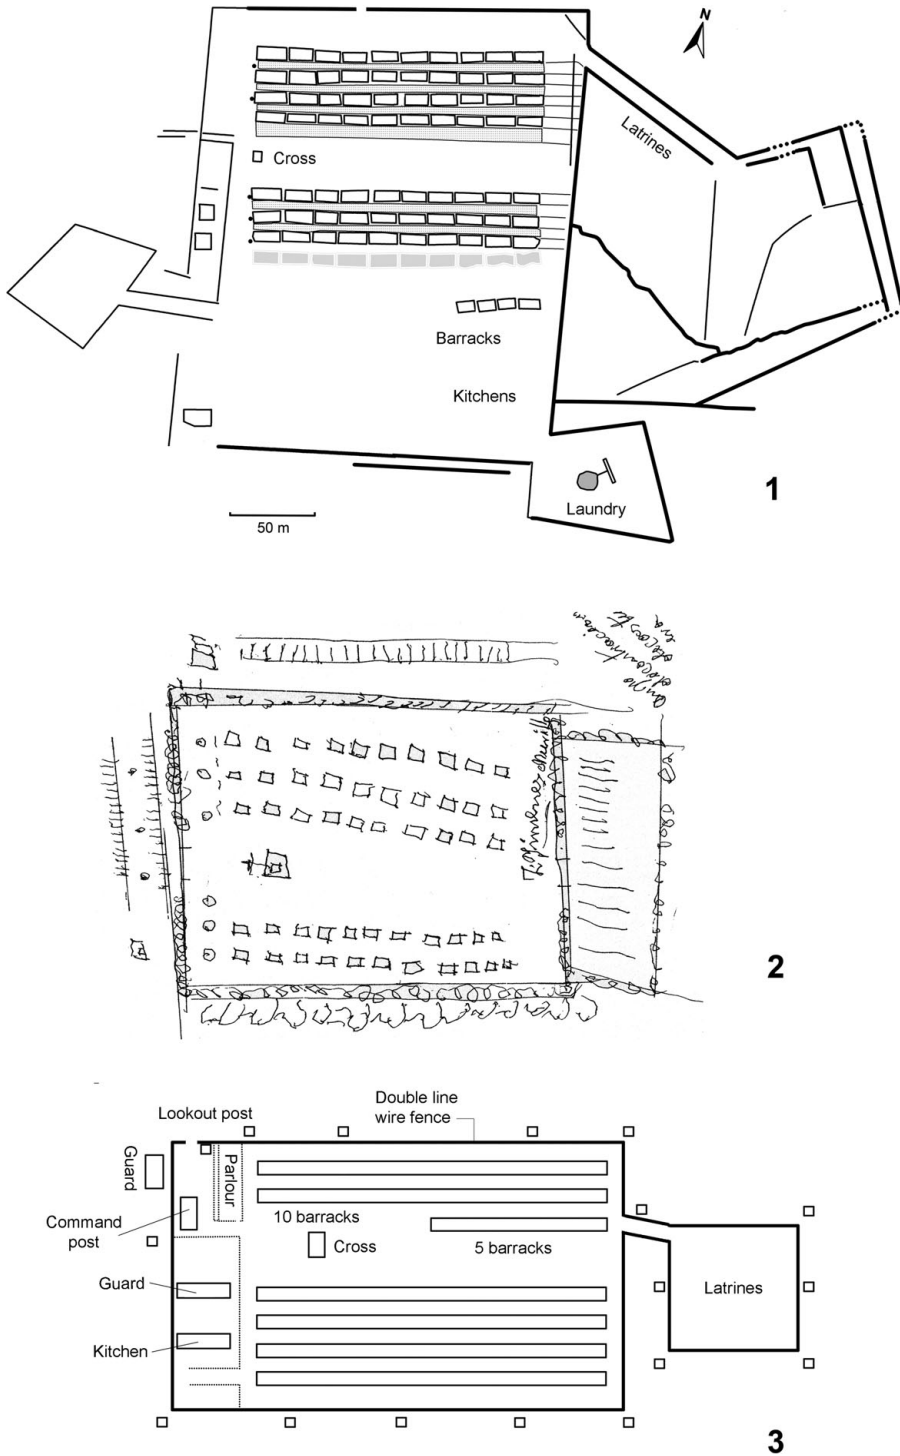 N
Latrines
Cross
Barracks
Kitchens
Laundry
50 m
1
2
Double line
wire fence
Lookout post
Guard
Parlour
Command
post
10 barracks
Cross
5 barracks
Guard
Latrines
Kitchen
3